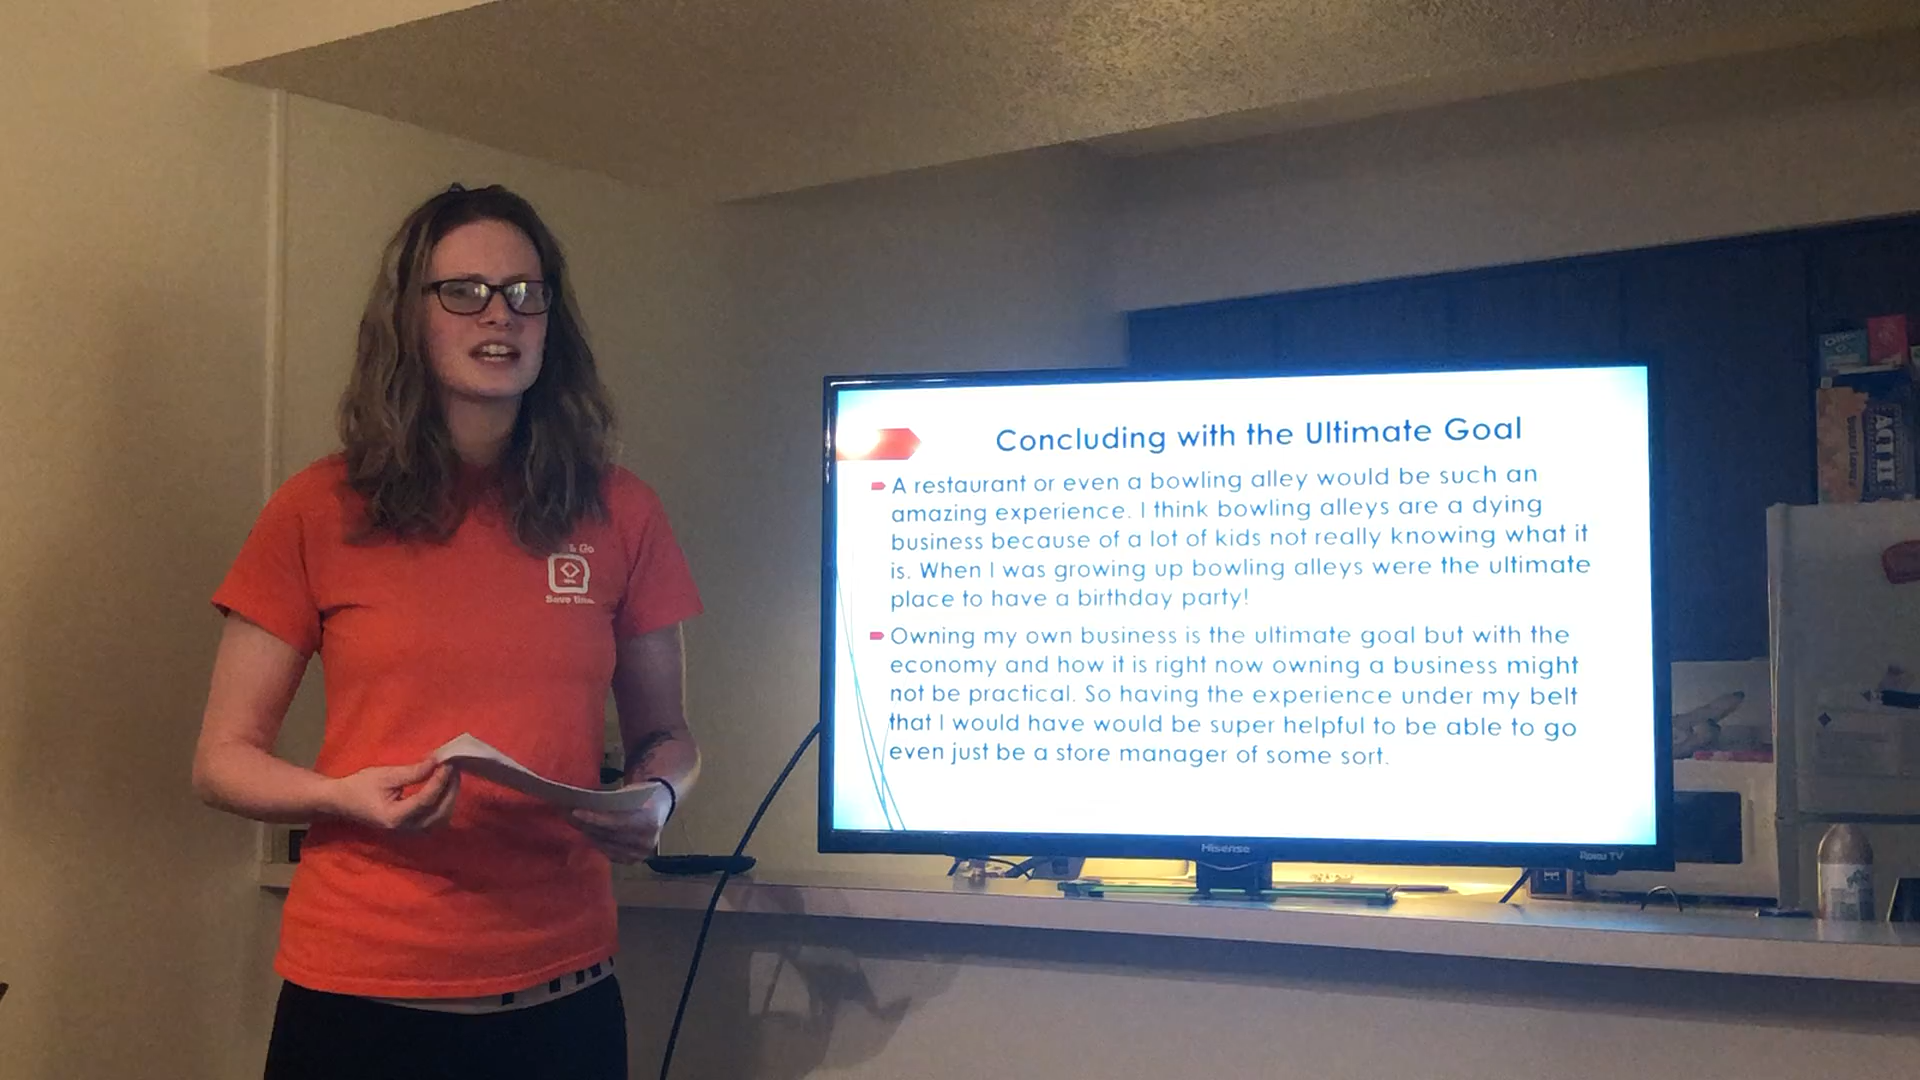 Concluding with the Ultimate Goal
A restaurant or even a bowling alley would be such an
amazing experience. I think bowling alleys are a dying
business because of a lot of kids not really knowing what it
is. When I was growing up bowling alleys were the ultimate
place to have a birthday party!
Owning my own business is the ultimate goal but with the
economy and how it is right now owning a business might
not be practical. So having the experience under my belt
that I would have would be super helpful to be able to go
even just be a store manager of some sort.
Hisense
Roku TV
& Go
Save time.